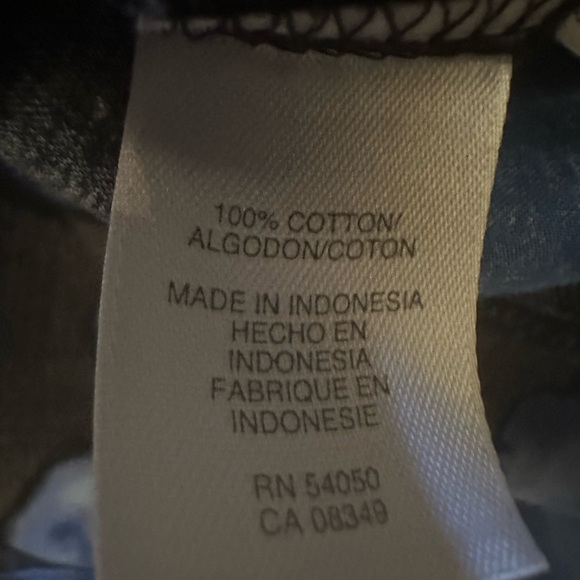 100% COTTON/
ALGODON/COTON
MADE IN INDONESIA
HECHO EN
INDONESIA
FABRIQUE EN
INDONESIE
RN 54050
CA 08349